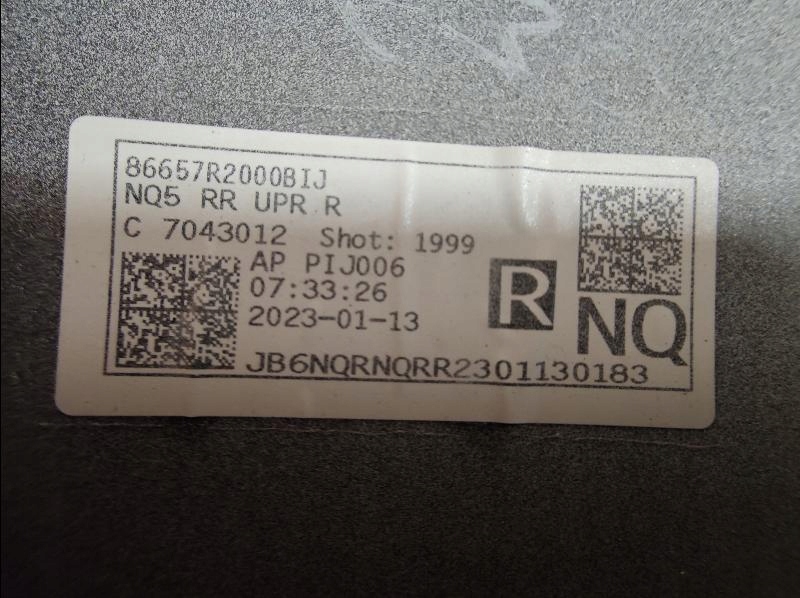 86657R2000BIJ
NQ5 RR UPR R
C 7043012 Shot: 1999
AP PIJ006
07:33:26
2023-01-13
R
NQ
JB6NQRNQRR2301130183